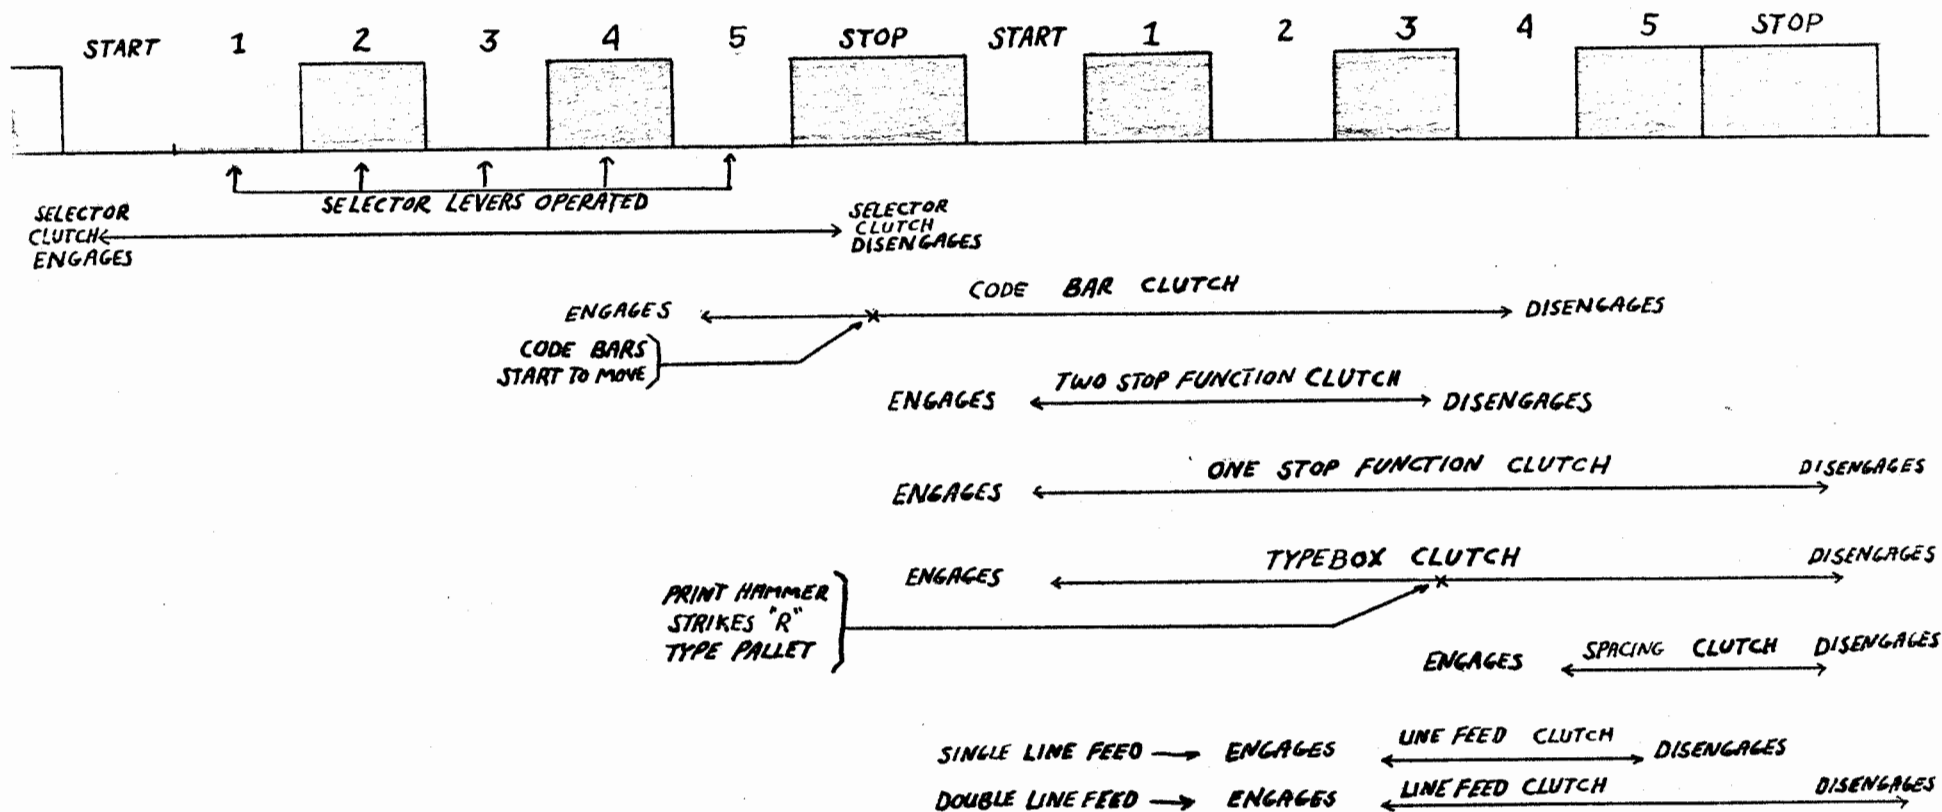 START 1 2 3 4 5 STOP START 1 2 3 4 5 STOP
SELECTOR LEVERS OPERATED
SELECTOR
CLUTCH
ENGAGES
SELECTOR
CLUTCH
DISENGAGES
CODE BAR CLUTCH
ENGAGES
DISENGAGES
CODE BARS
START TO MOVE
TWO STOP FUNCTION CLUTCH
ENGAGES
DISENGAGES
ONE STOP FUNCTION CLUTCH
ENGAGES
DISENGAGES
TYPEBOX CLUTCH
ENGAGES
DISENGAGES
PRINT HAMMER
STRIKES "R"
TYPE PALLET
ENGAGES
SPACING CLUTCH
DISENGAGES
SINGLE LINE FEED → ENGAGES
LINE FEED CLUTCH
DISENGAGES
DOUBLE LINE FEED → ENGAGES
LINE FEED CLUTCH
DISENGAGES